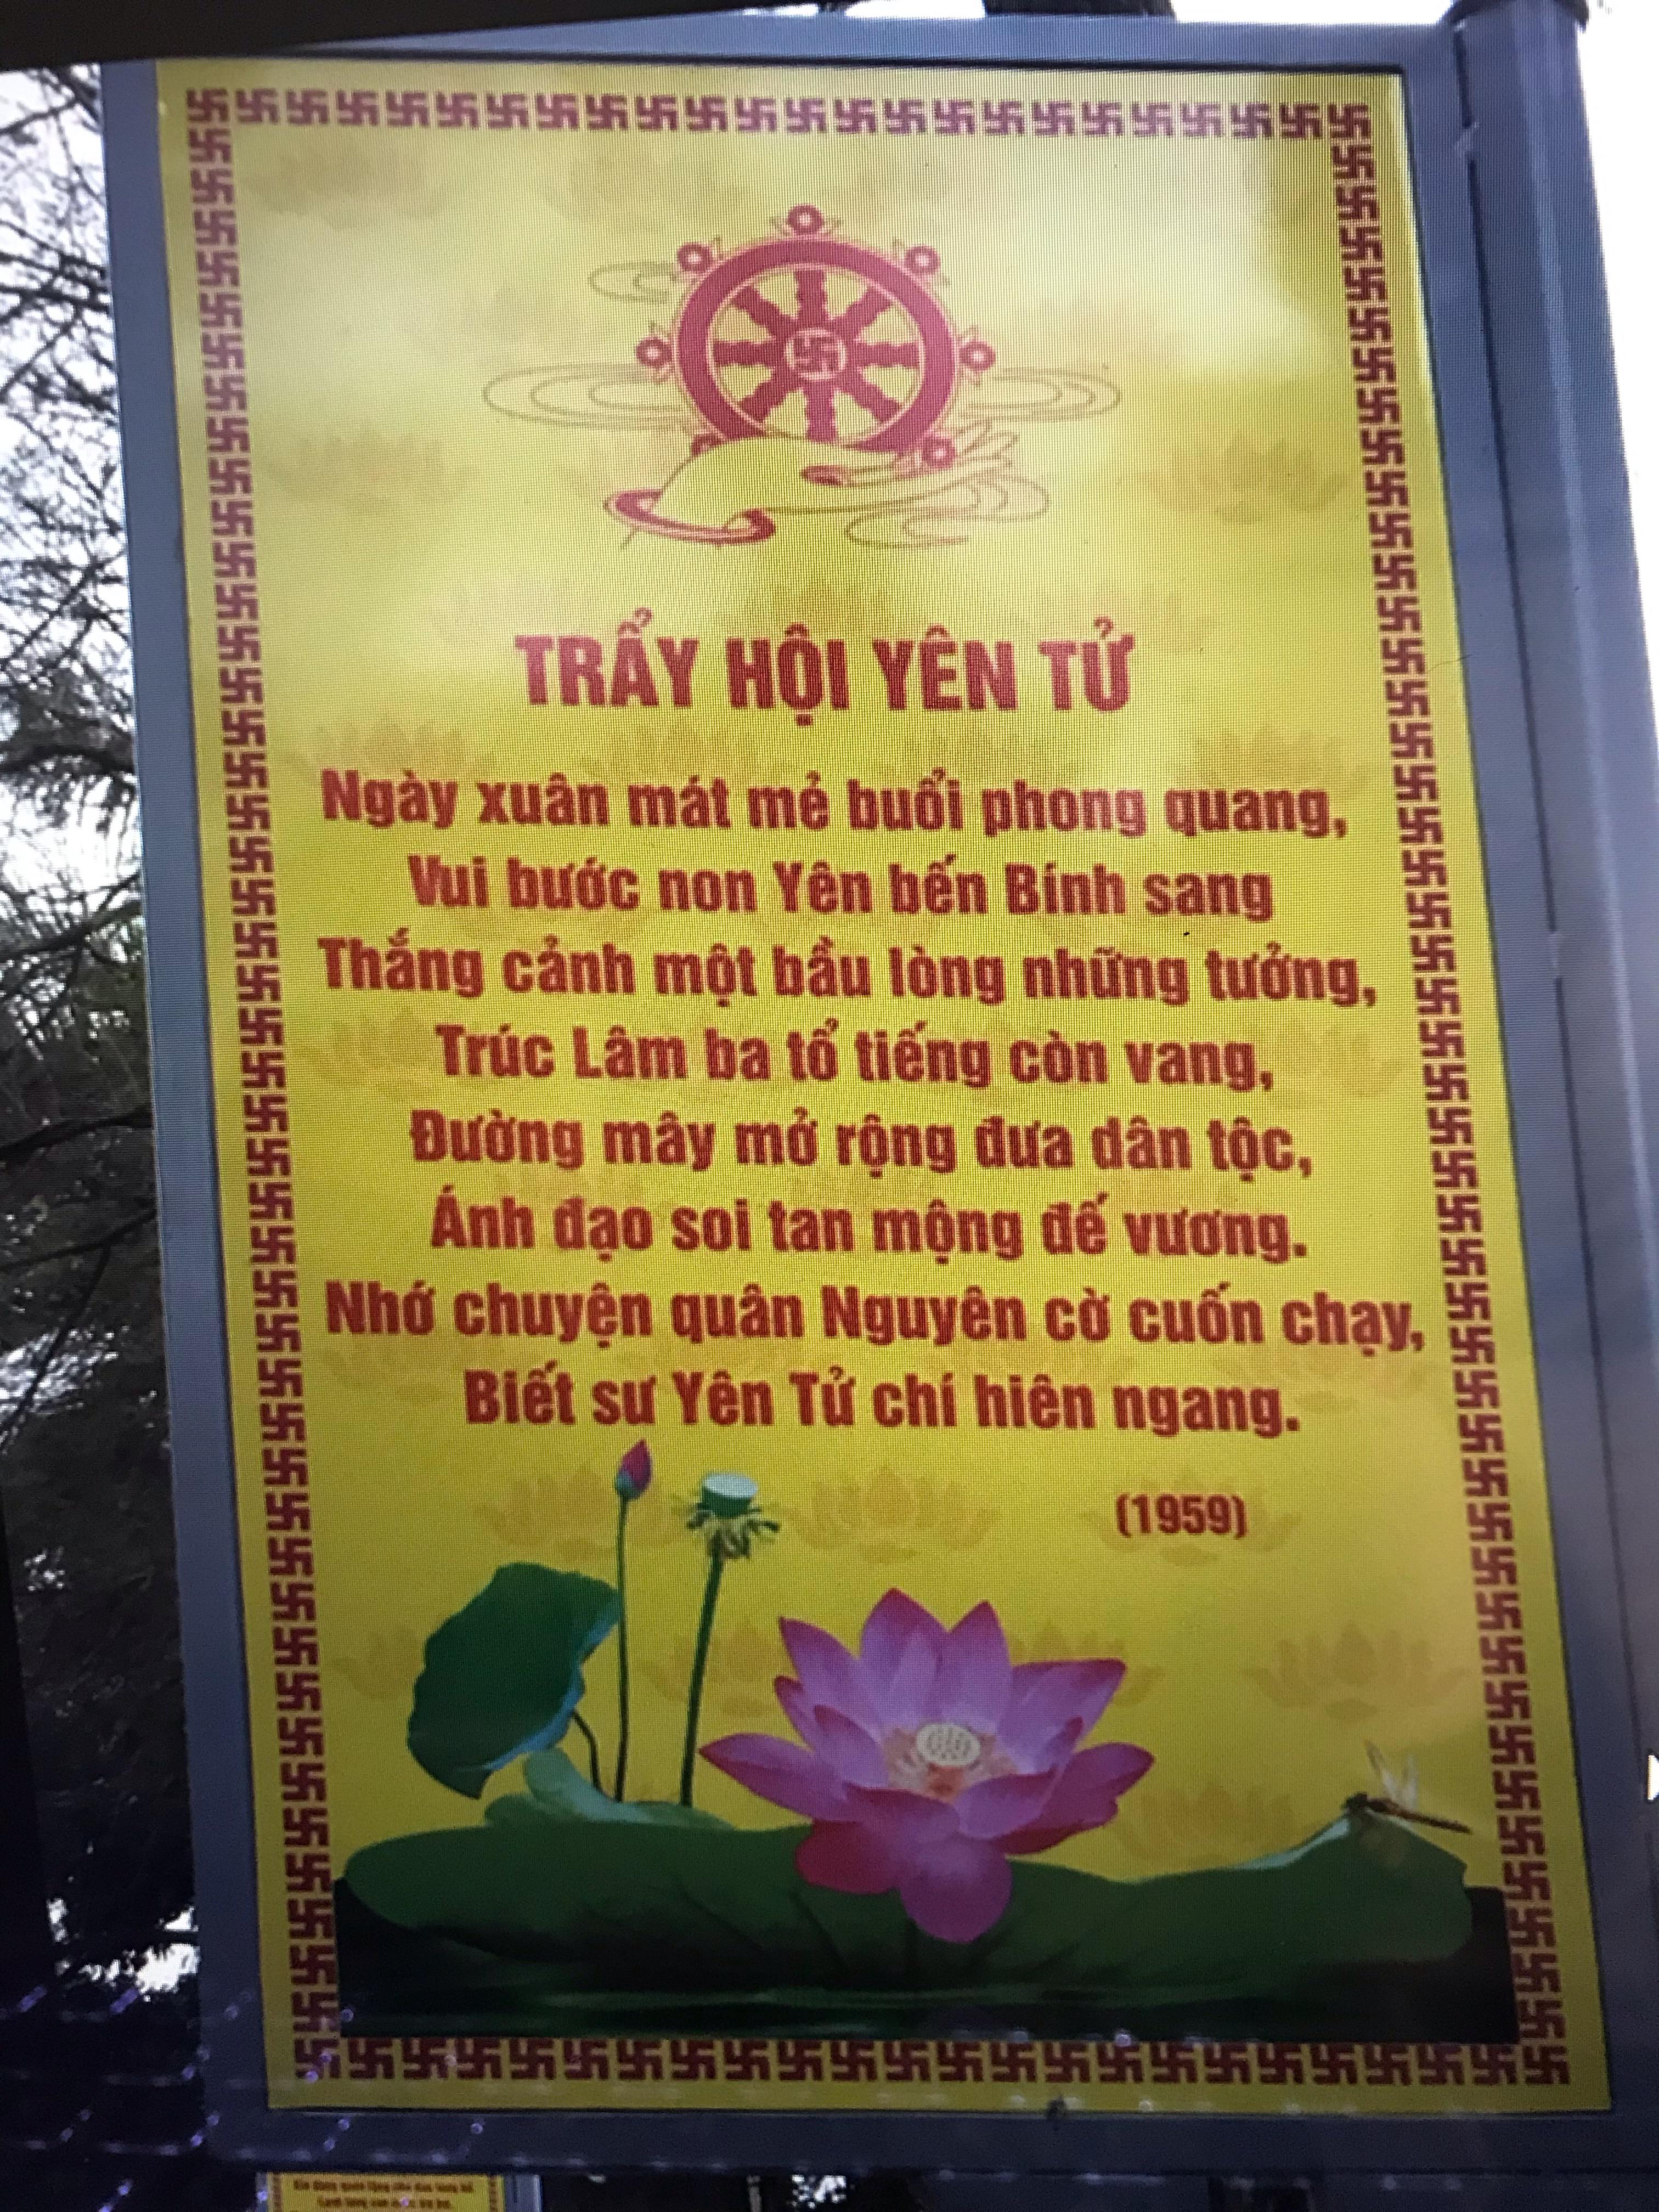 TRẨY HỘI YÊN TỬ
Ngày xuân mát mẻ buổi phong quang,
Vui bước non Yên bến Bính sang
Thắng cảnh một bầu lòng những tưởng,
Trúc Lâm ba tổ tiếng còn vang,
Đường mây mở rộng đưa dân tộc,
Ánh đạo soi tan mộng đế vương.
Nhớ chuyện quân Nguyên cờ cuốn chạy,
Biết sư Yên Tử chí hiên ngang.
(1959)